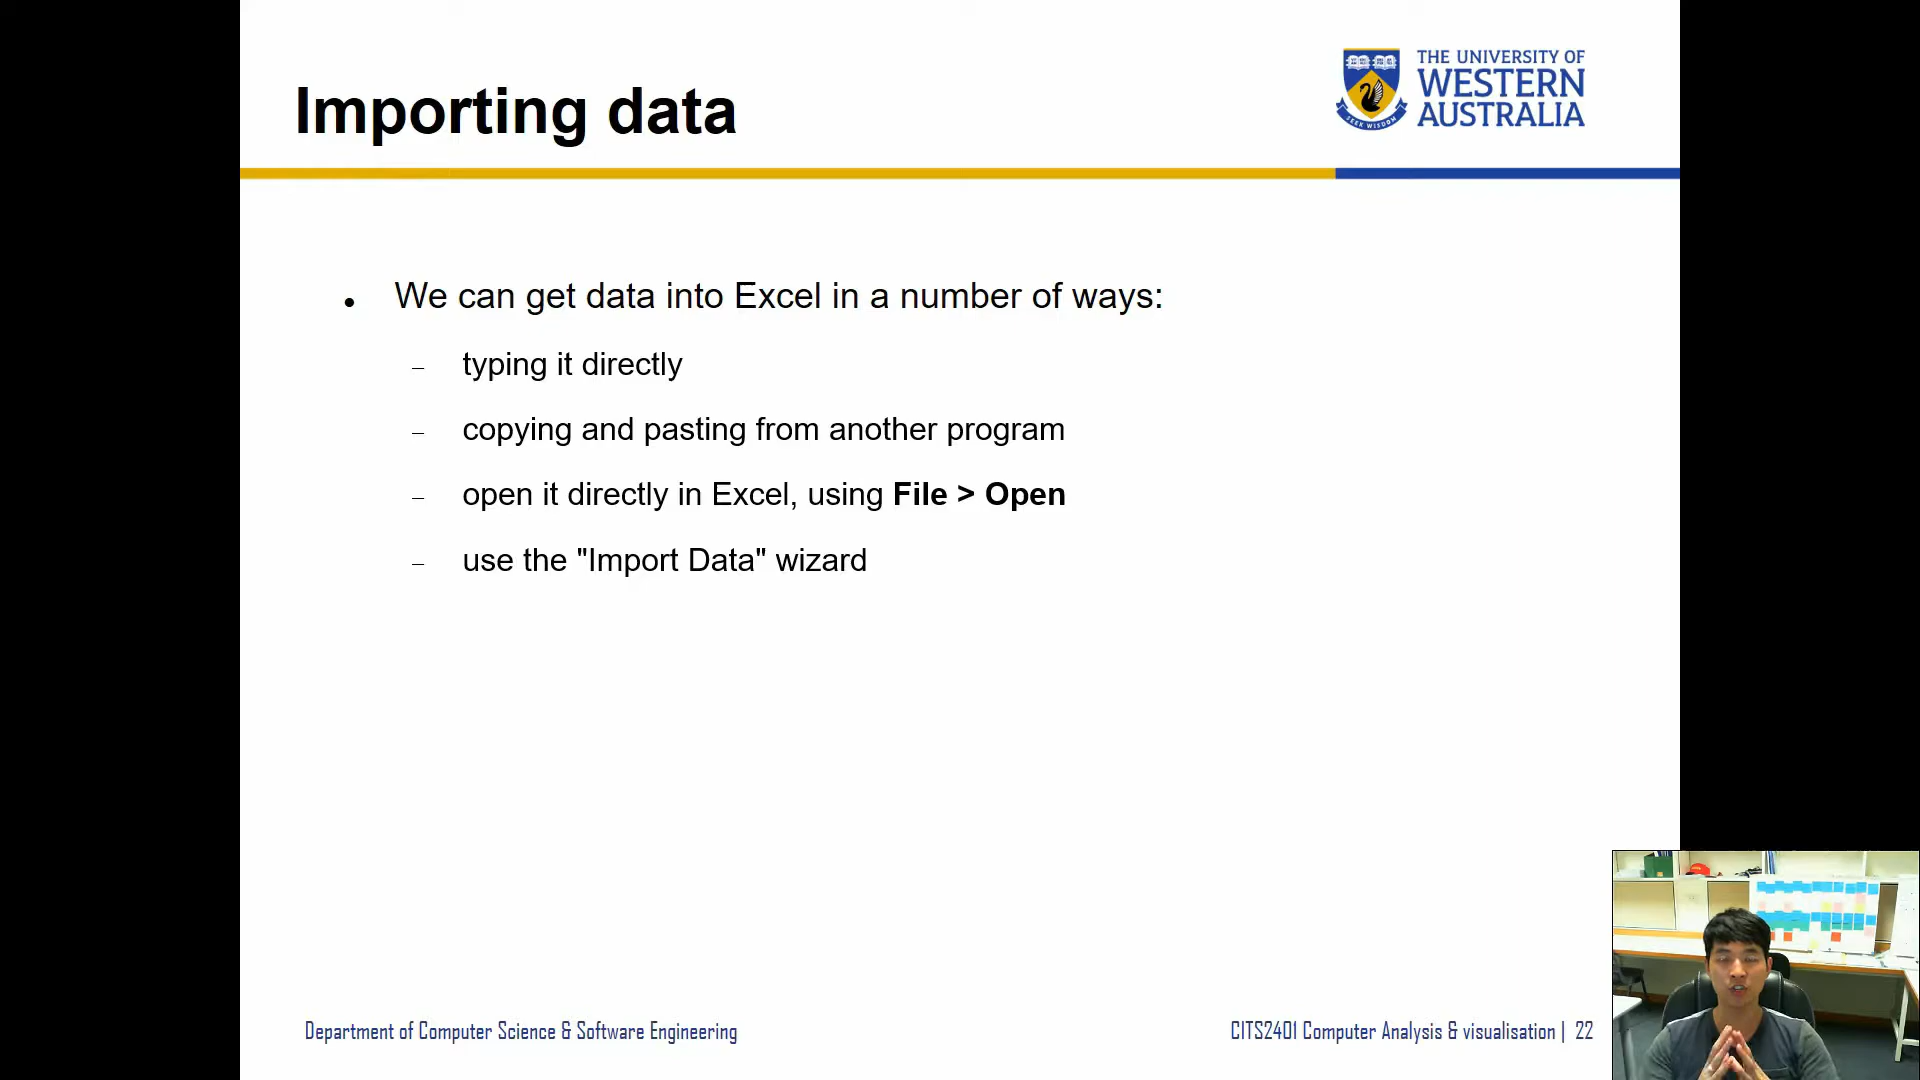 Importing data
THE UNIVERSITY OF
WESTERN
AUSTRALIA
SEEK WISDOM
• We can get data into Excel in a number of ways:
– typing it directly
– copying and pasting from another program
– open it directly in Excel, using File > Open
– use the "Import Data" wizard
Department of Computer Science & Software Engineering
CITS2401 Computer Analysis & visualisation | 22